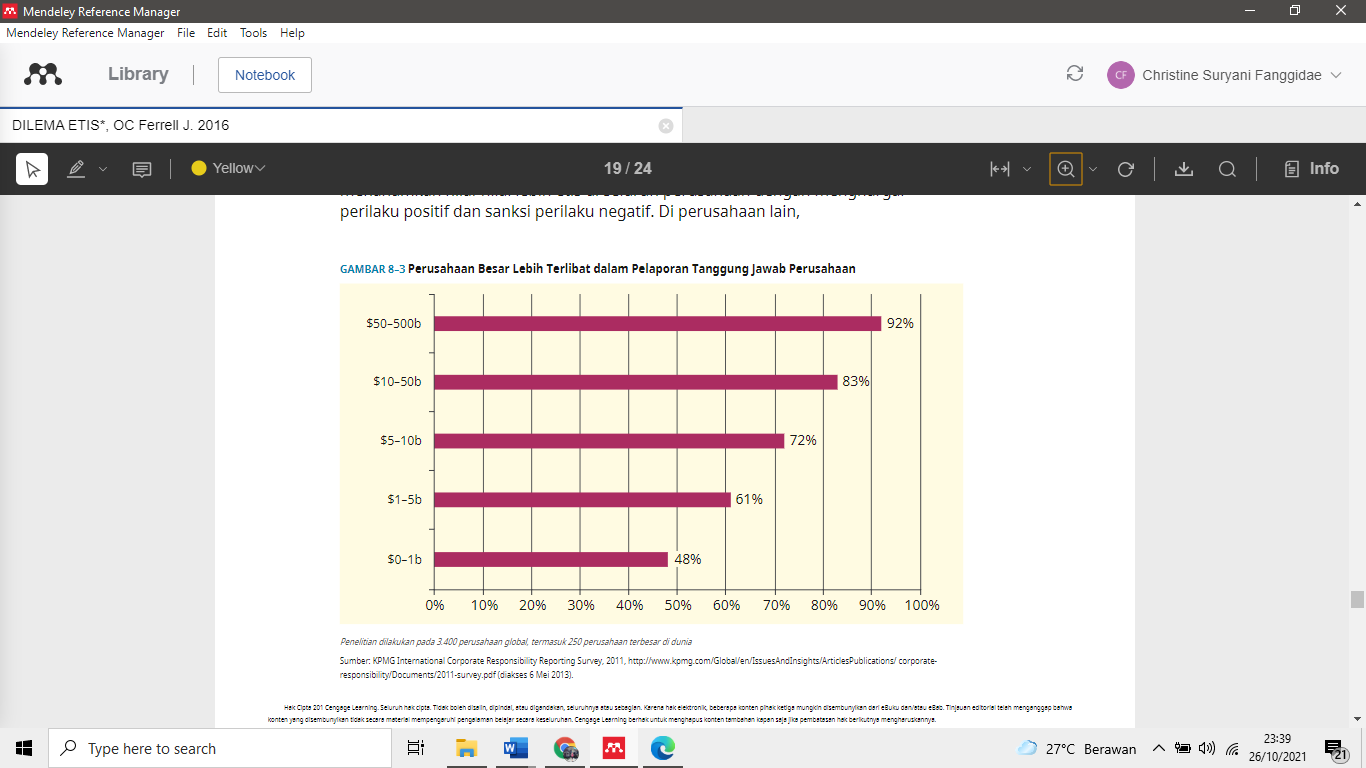 Mendeley Reference Manager
Mendeley Reference Manager File Edit Tools Help
Library Notebook CF Christine Suryani Fanggidae
DILEMA ETIS*, OC Ferrell J. 2016
Yellow 19 / 24 Info
perilaku positif dan sanksi perilaku negatif. Di perusahaan lain,
GAMBAR 8–3 Perusahaan Besar Lebih Terlibat dalam Pelaporan Tanggung Jawab Perusahaan
$50–500b 92%
$10–50b 83%
$5–10b 72%
$1–5b 61%
$0–1b 48%
0% 10% 20% 30% 40% 50% 60% 70% 80% 90% 100%
Penelitian dilakukan pada 3.400 perusahaan global, termasuk 250 perusahaan terbesar di dunia
Sumber: KPMG International Corporate Responsibility Reporting Survey, 2011, http://www.kpmg.com/Global/en/IssuesAndInsights/ArticlesPublications/ corporate-
responsibility/Documents/2011-survey.pdf (diakses 6 Mei 2013).
Hak Cipta 201 Cengage Learning. Seluruh hak cipta. Tidak boleh disalin, dipindai, atau digandakan, seluruhnya atau sebagian. Karena hak elektronik, beberapa konten pihak ketiga mungkin disembunyikan dari eBuku dan/atau eBab. Tinjauan editorial telah menganggap bahwa
konten yang disembunyikan tidak secara material mempengaruhi pengalaman belajar secara keseluruhan. Cengage Learning berhak untuk menghapus konten tambahan kapan saja jika pembatasan hak berikutnya mengharuskannya.
Type here to search 27°C Berawan 23:39
26/10/2021 21